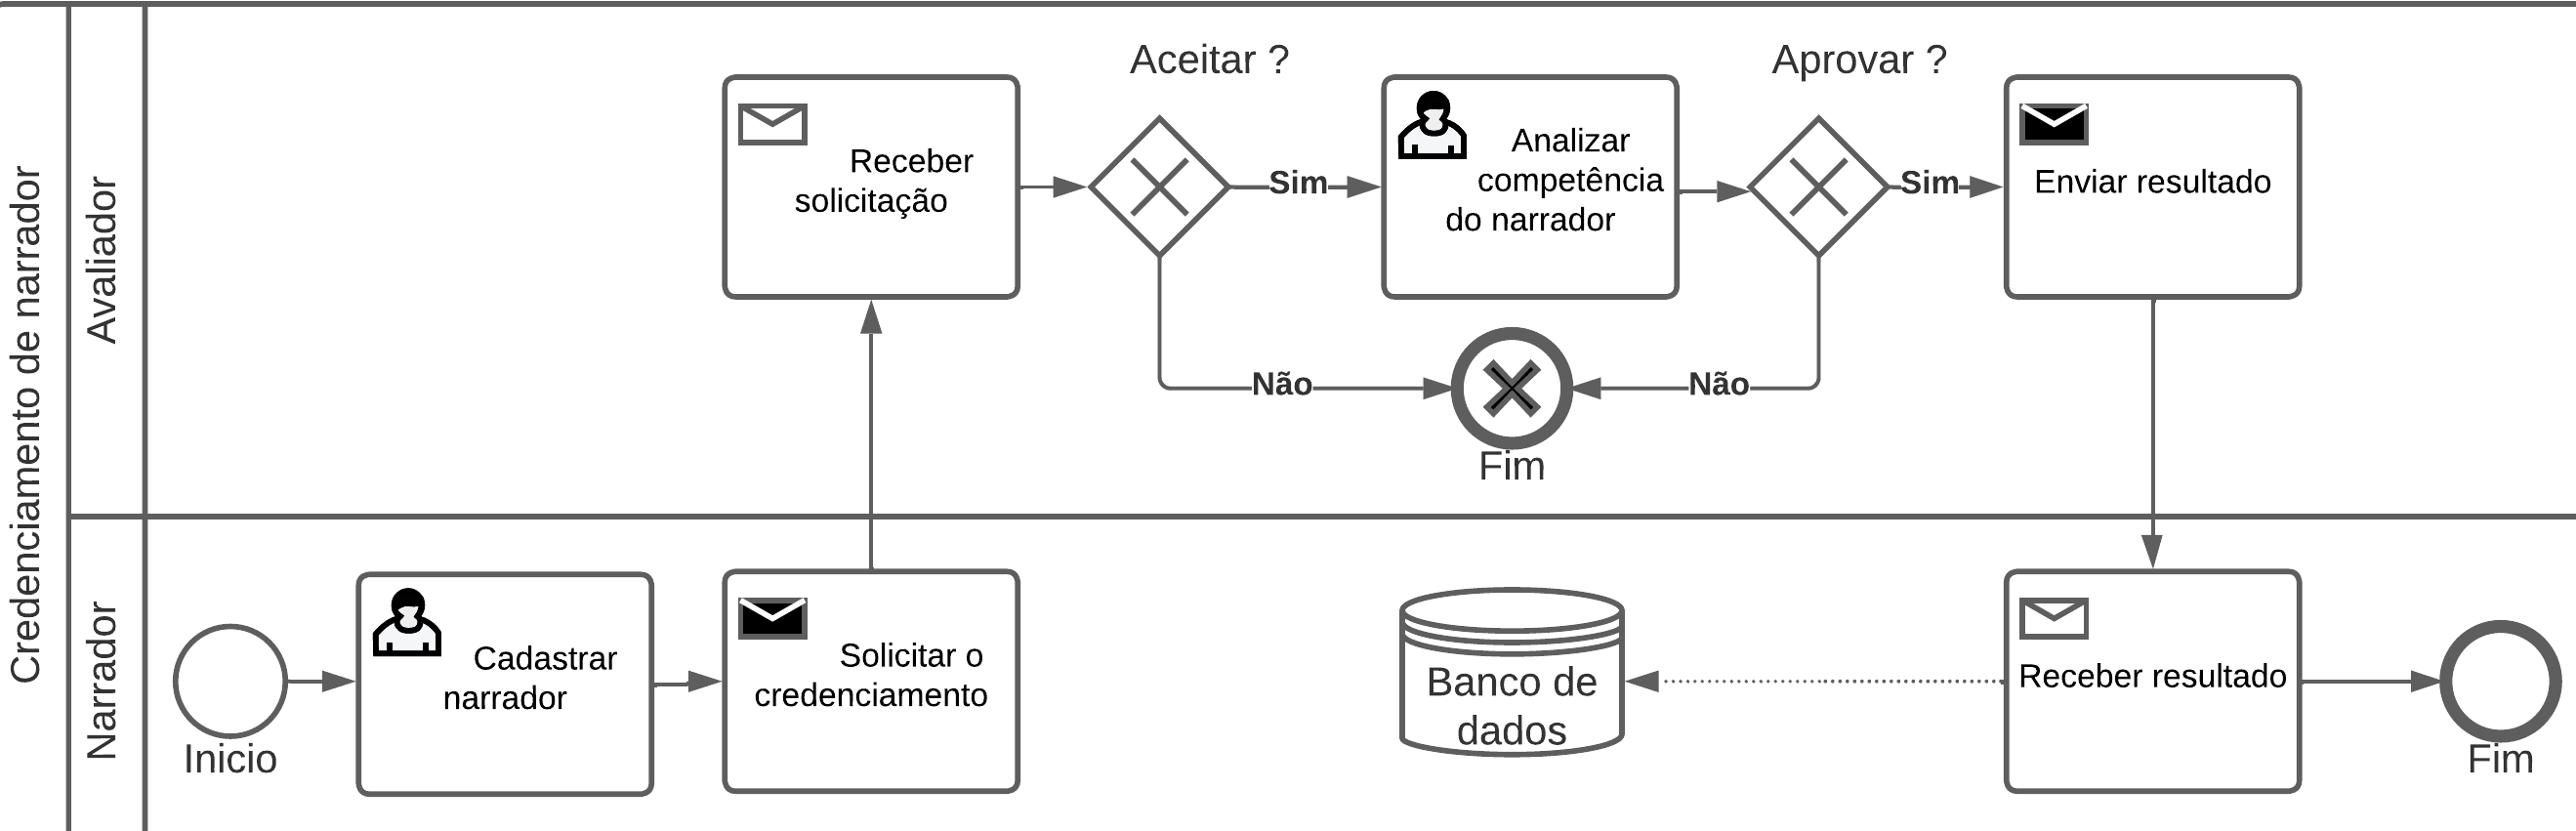 Credenciamento de narrador
Avaliador
Aceitar ?
Aprovar ?
Receber
solicitação
Sim
Analizar
competência
do narrador
Sim
Enviar resultado
Não
Não
Fim
Narrador
Inicio
Cadastrar
narrador
Solicitar o
credenciamento
Banco de
dados
Receber resultado
Fim